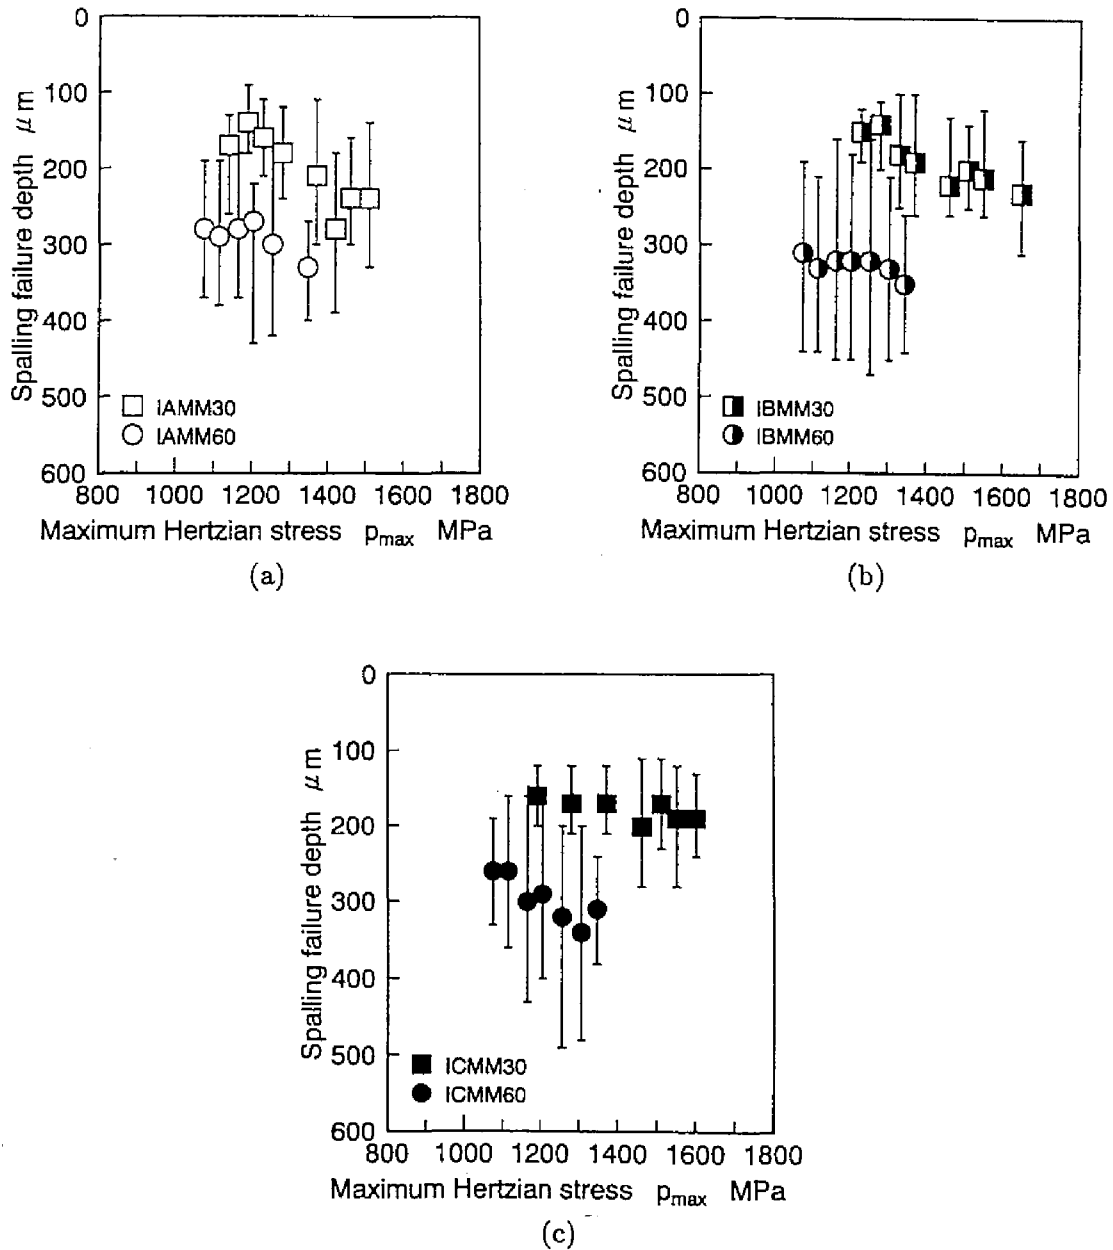 0
100
200
300
400
500
600
Spalling failure depth μm
IAMM30
IAMM60
800 1000 1200 1400 1600 1800
Maximum Hertzian stress pmax MPa
(a)
0
100
200
300
400
500
600
Spalling failure depth μm
IBMM30
IBMM60
800 1000 1200 1400 1600 1800
Maximum Hertzian stress pmax MPa
(b)
0
100
200
300
400
500
600
Spalling failure depth μm
ICMM30
ICMM60
800 1000 1200 1400 1600 1800
Maximum Hertzian stress pmax MPa
(c)